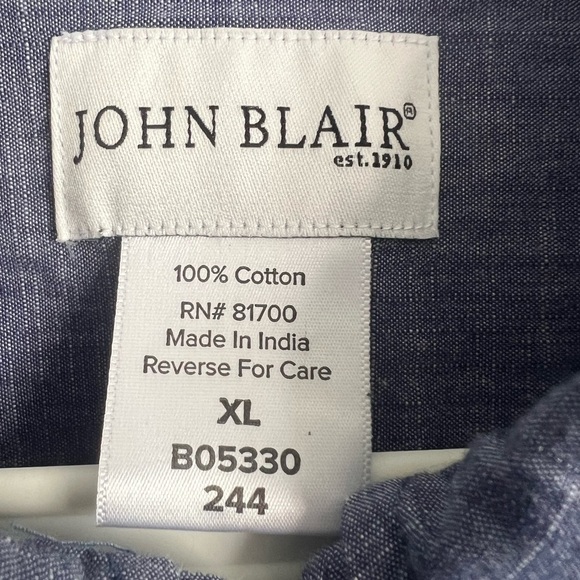 JOHN BLAIR®
est.1910
100% Cotton
RN# 81700
Made In India
Reverse For Care
XL
B05330
244